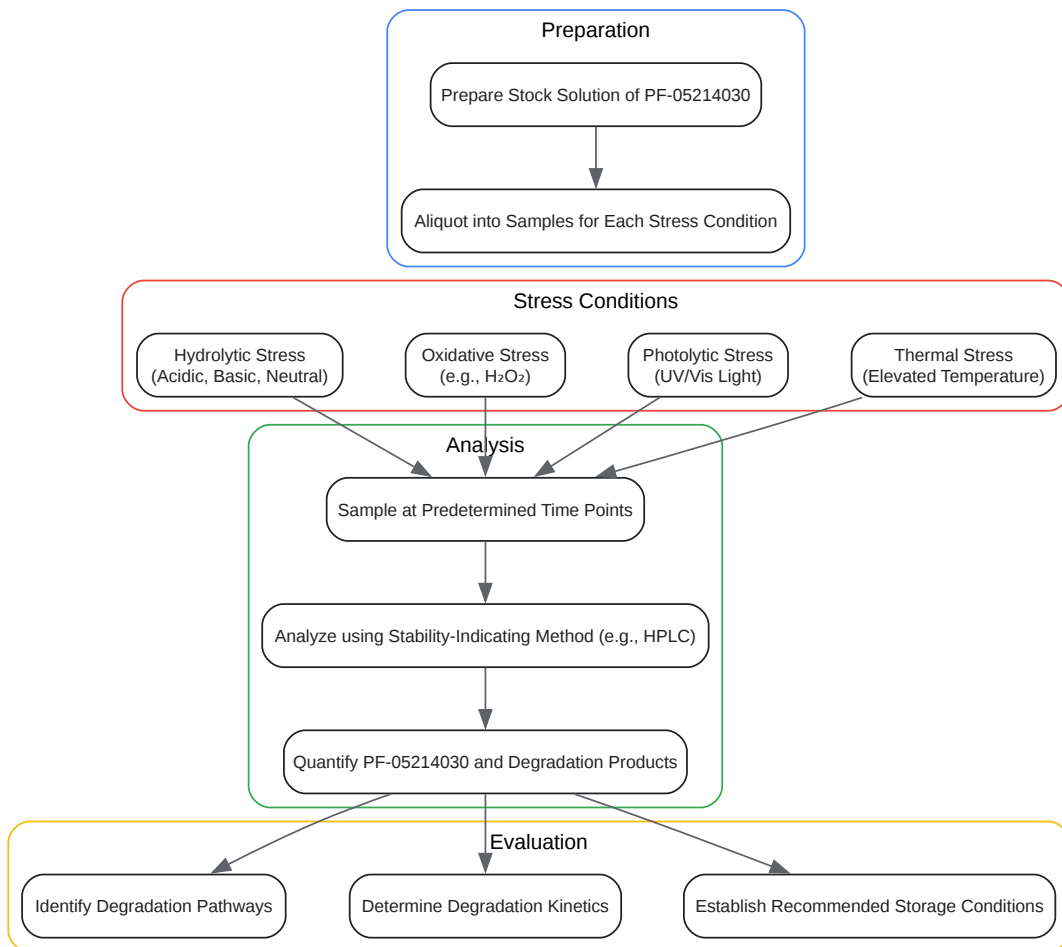 Preparation
Prepare Stock Solution of PF-05214030
Aliquot into Samples for Each Stress Condition
Stress Conditions
Hydrolytic Stress
(Acidic, Basic, Neutral)
Oxidative Stress
(e.g., H₂O₂)
Photolytic Stress
(UV/Vis Light)
Thermal Stress
(Elevated Temperature)
Analysis
Sample at Predetermined Time Points
Analyze using Stability-Indicating Method (e.g., HPLC)
Quantify PF-05214030 and Degradation Products
Evaluation
Identify Degradation Pathways
Determine Degradation Kinetics
Establish Recommended Storage Conditions